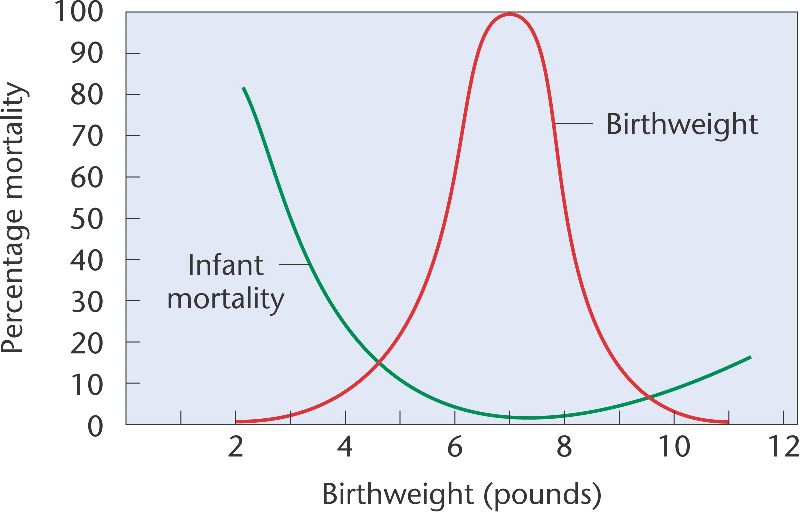 100
90
80
70
60
50
40
30
20
10
0
Percentage mortality
Birthweight
Infant
mortality
2 4 6 8 10 12
Birthweight (pounds)